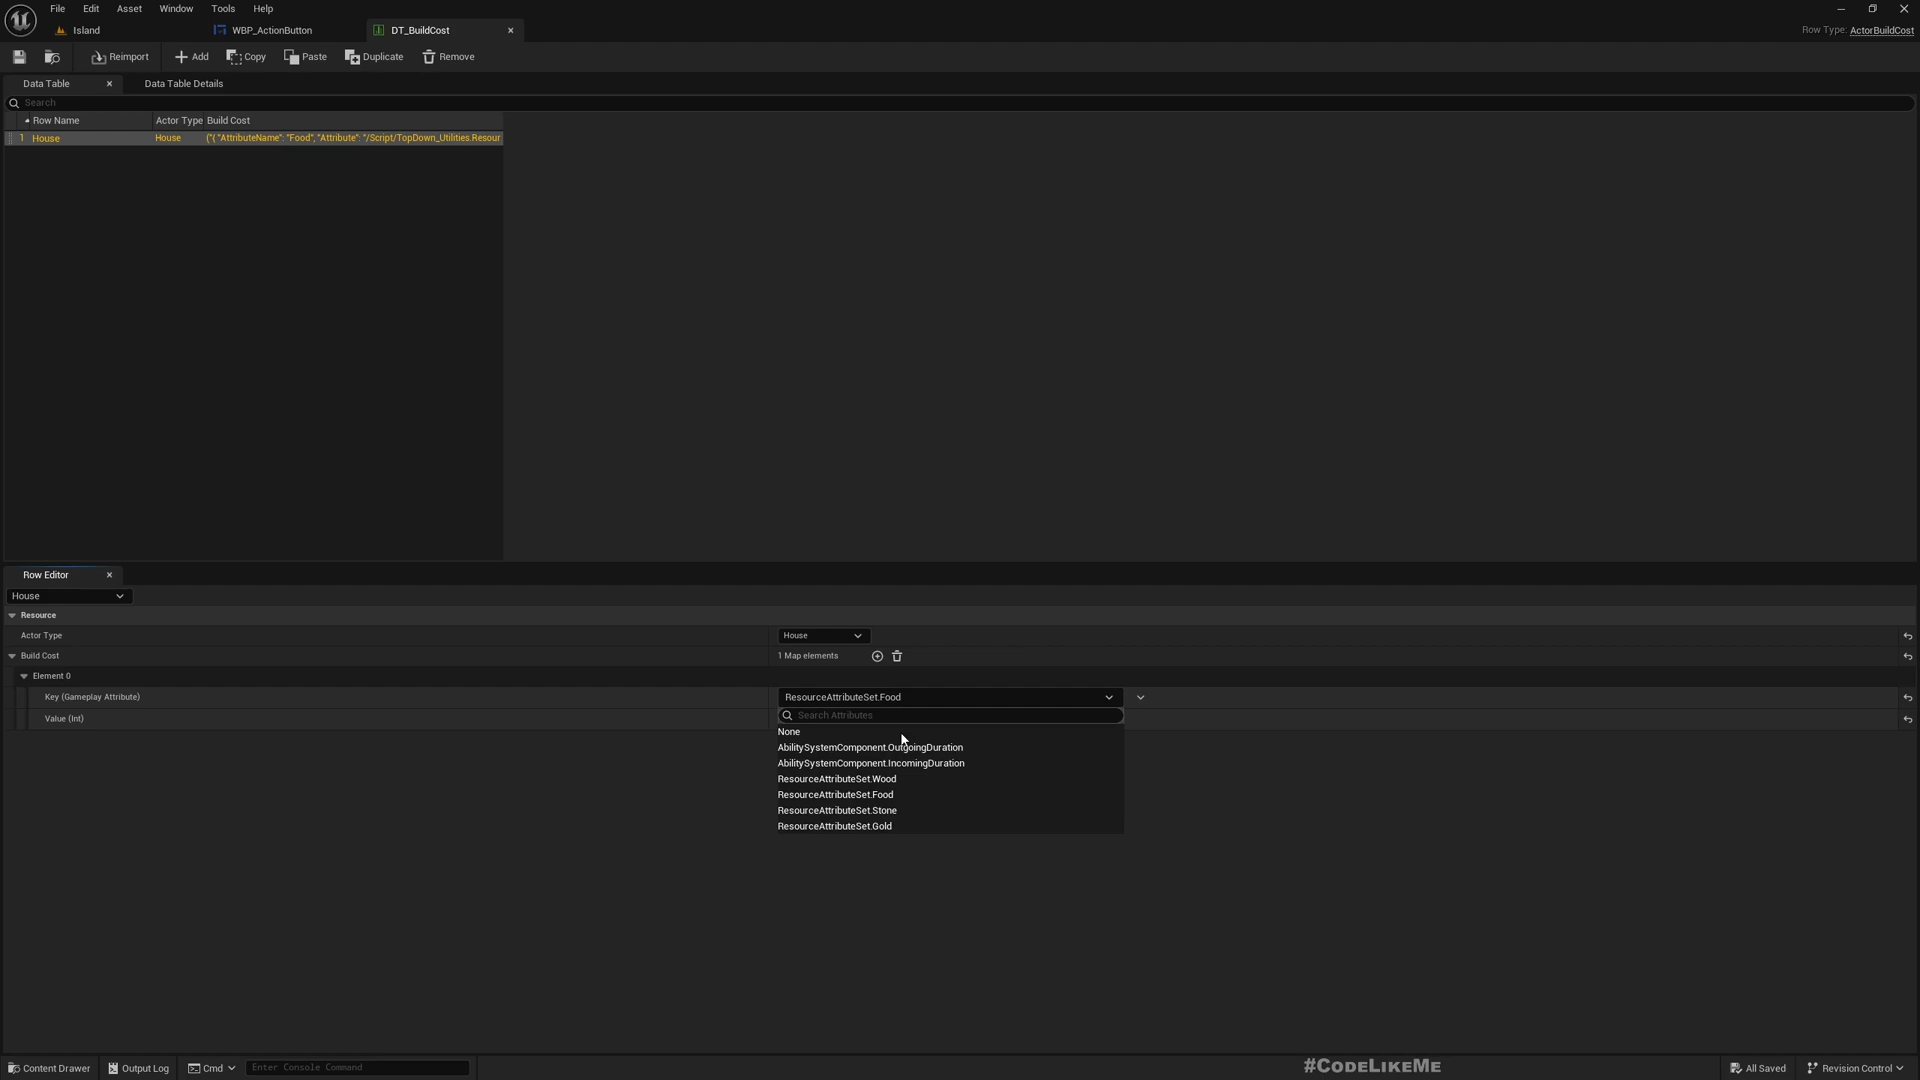 File Edit Asset Window Tools Help
Island WBP_ActionButton DT_BuildCost
Row Type: ActorBuildCost
Reimport Add Copy Paste Duplicate Remove
Data Table Data Table Details
Search
Row Name Actor Type Build Cost
1 House House ("( "AttributeName": "Food", "Attribute": "/Script/TopDown_Utilities.Resour
Row Editor
House
Resource
Actor Type House
Build Cost 1 Map elements
Element 0
Key (Gameplay Attribute) ResourceAttributeSet.Food
Search Attributes
Value (Int)
None
AbilitySystemComponent.OutgoingDuration
AbilitySystemComponent.IncomingDuration
ResourceAttributeSet.Wood
ResourceAttributeSet.Food
ResourceAttributeSet.Stone
ResourceAttributeSet.Gold
Content Drawer Output Log Cmd Enter Console Command #CodeLikeMe All Saved Revision Control